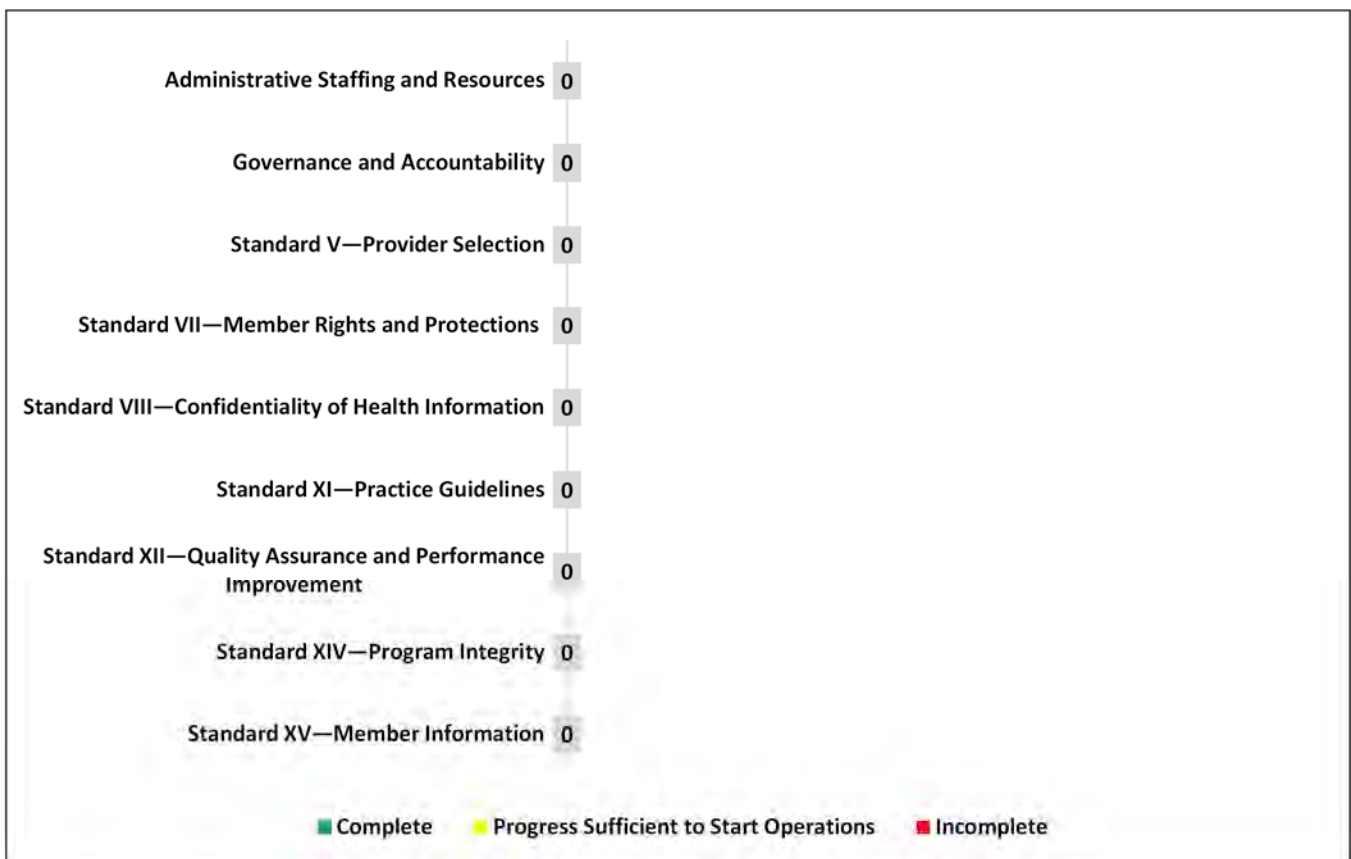 Administrative Staffing and Resources 0
Governance and Accountability 0
Standard V—Provider Selection 0
Standard VII—Member Rights and Protections 0
Standard VIII—Confidentiality of Health Information 0
Standard XI—Practice Guidelines 0
Standard XII—Quality Assurance and Performance
Improvement 0
Standard XIV—Program Integrity 0
Standard XV—Member Information 0
Complete Progress Sufficient to Start Operations Incomplete